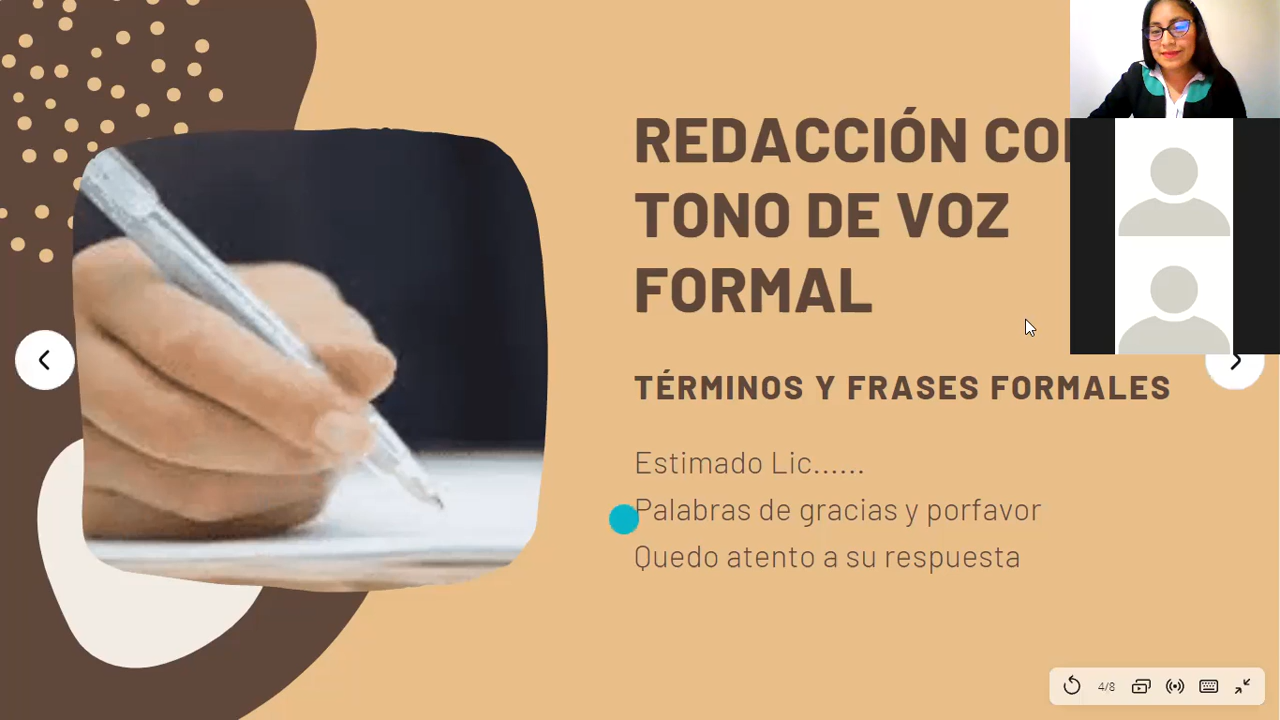 REDACCIÓN CO
TONO DE VOZ
FORMAL
TÉRMINOS Y FRASES FORMALES
Estimado Lic......
Palabras de gracias y porfavor
Quedo atento a su respuesta
4/8